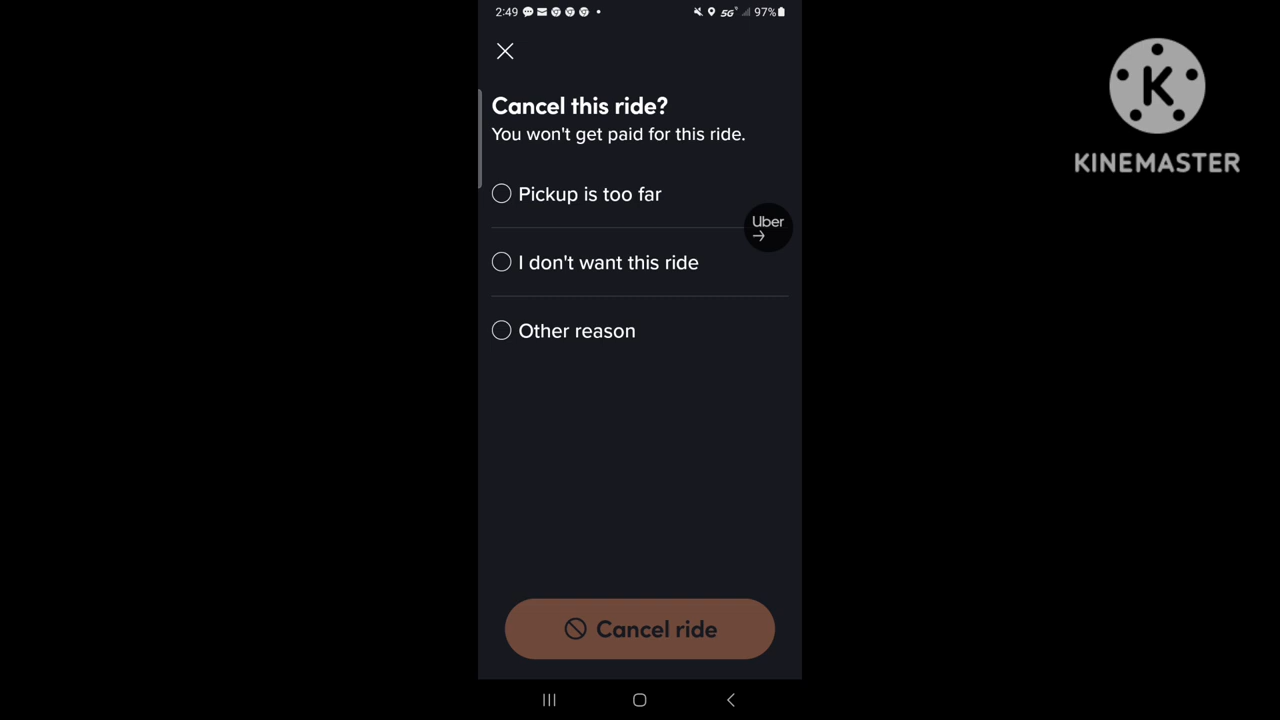 2:49
5G
97%
Cancel this ride?
You won't get paid for this ride.
Pickup is too far
Uber
I don't want this ride
Other reason
Cancel ride
K
KINEMASTER